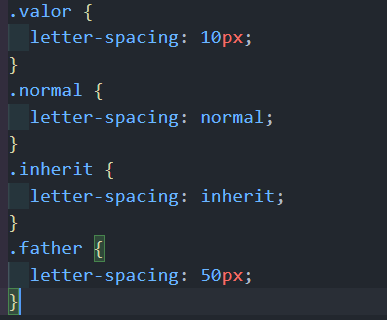 .valor {
  letter-spacing: 10px;
}
.normal {
  letter-spacing: normal;
}
.inherit {
  letter-spacing: inherit;
}
.father {
  letter-spacing: 50px;
}